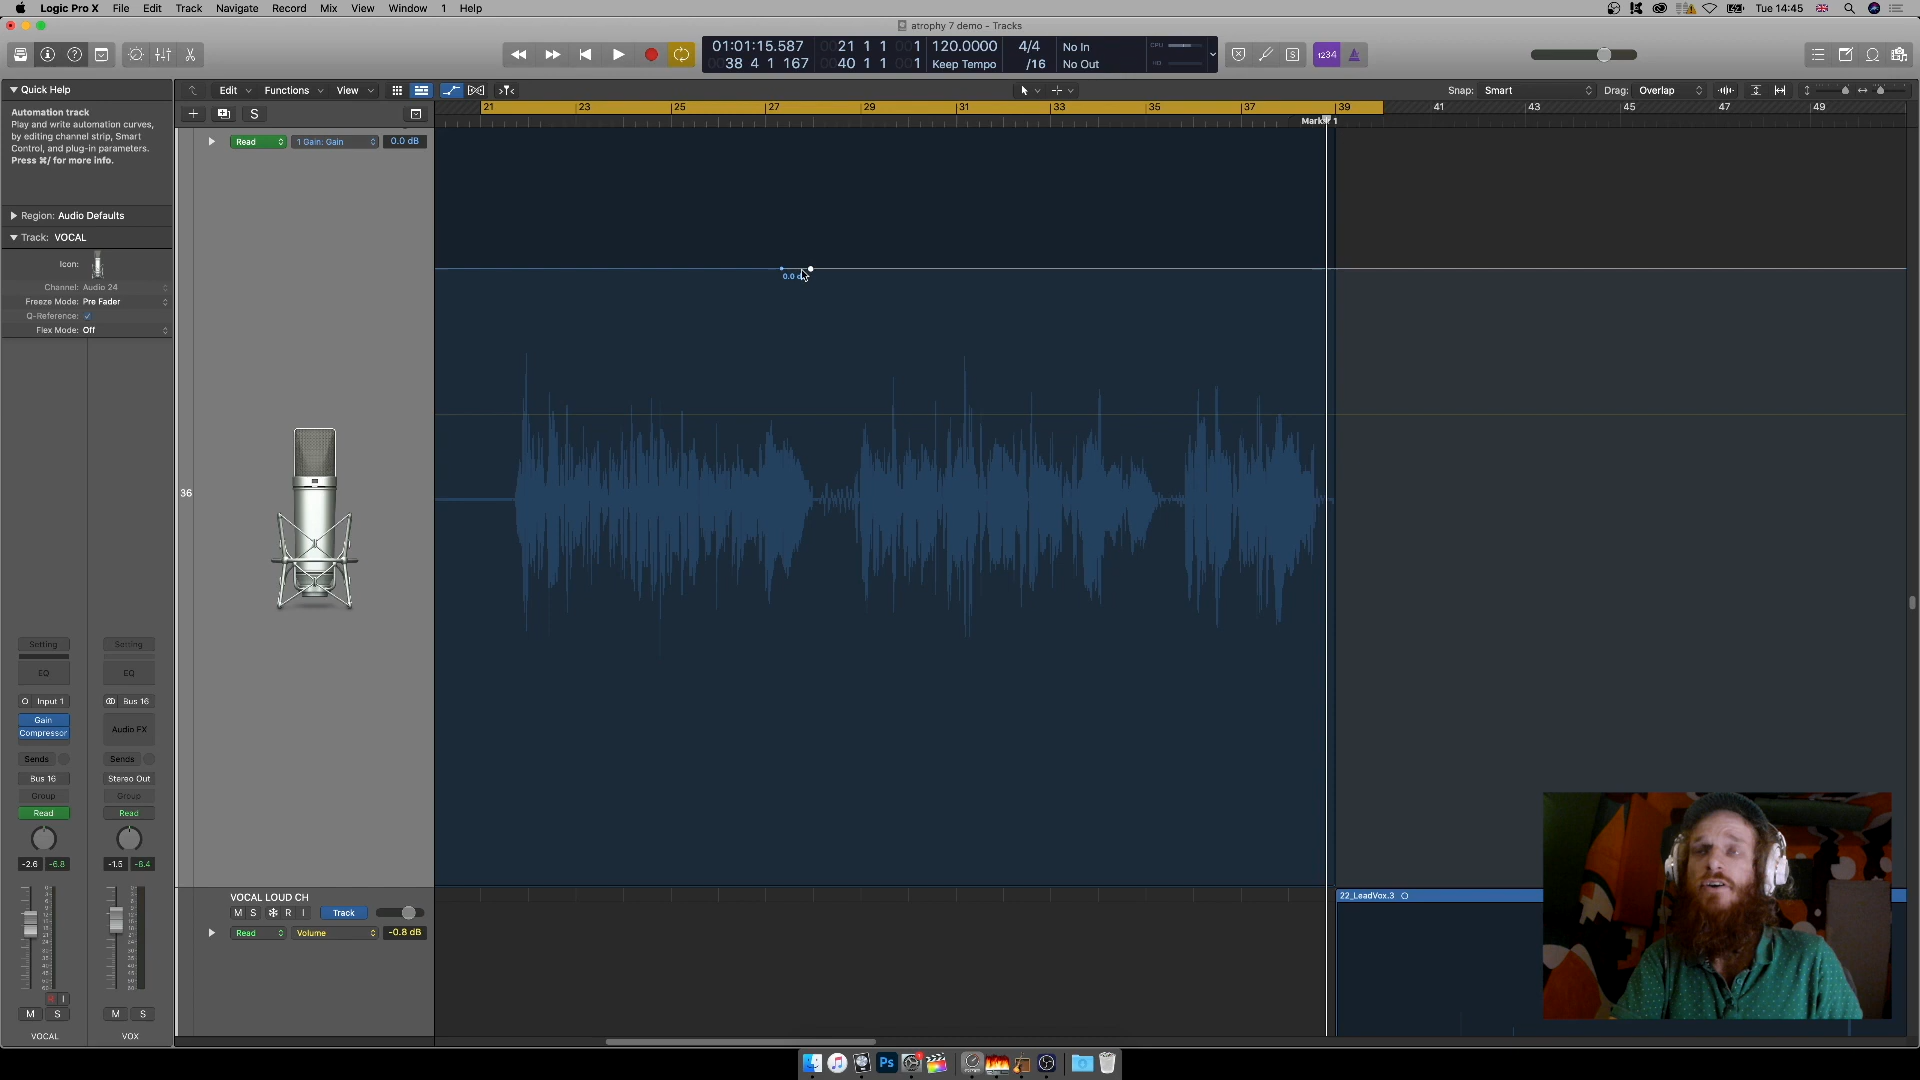 Logic Pro X File Edit Track Navigate Record Mix View Window 1 Help
Tue 14:45
atrophy 7 demo - Tracks
01:01:15.587
38 4 1 167
21 1 1 1
40 1 1 1
120.0000
Keep Tempo
4/4
/16
No In
No Out
CPU
HD
1234
Quick Help
Automation track
Play and write automation curves,
by editing channel strip, Smart
Control, and plug-in parameters.
Press ⌘/ for more info.
Region: Audio Defaults
Track: VOCAL
Icon:
Channel: Audio 24
Freeze Mode: Pre Fader
Q-Reference:
Flex Mode: Off
Edit Functions View
Snap: Smart
Drag: Overlap
S
21 23 25 27 29 31 33 35 37 39 41 43 45 47 49
Marker 1
Read 1 Gain: Gain 0.0 dB
0.0
36
Setting Setting
EQ EQ
Input 1 Bus 16
Gain
Compressor
Audio FX
Sends Sends
Bus 16 Stereo Out
Group Group
Read Read
-2.6 -6.8 -1.5 -8.4
R I
M S M S
VOCAL VOX
VOCAL LOUD CH
M S R I Track
Read Volume -0.8 dB
22_LeadVox.3
Ps